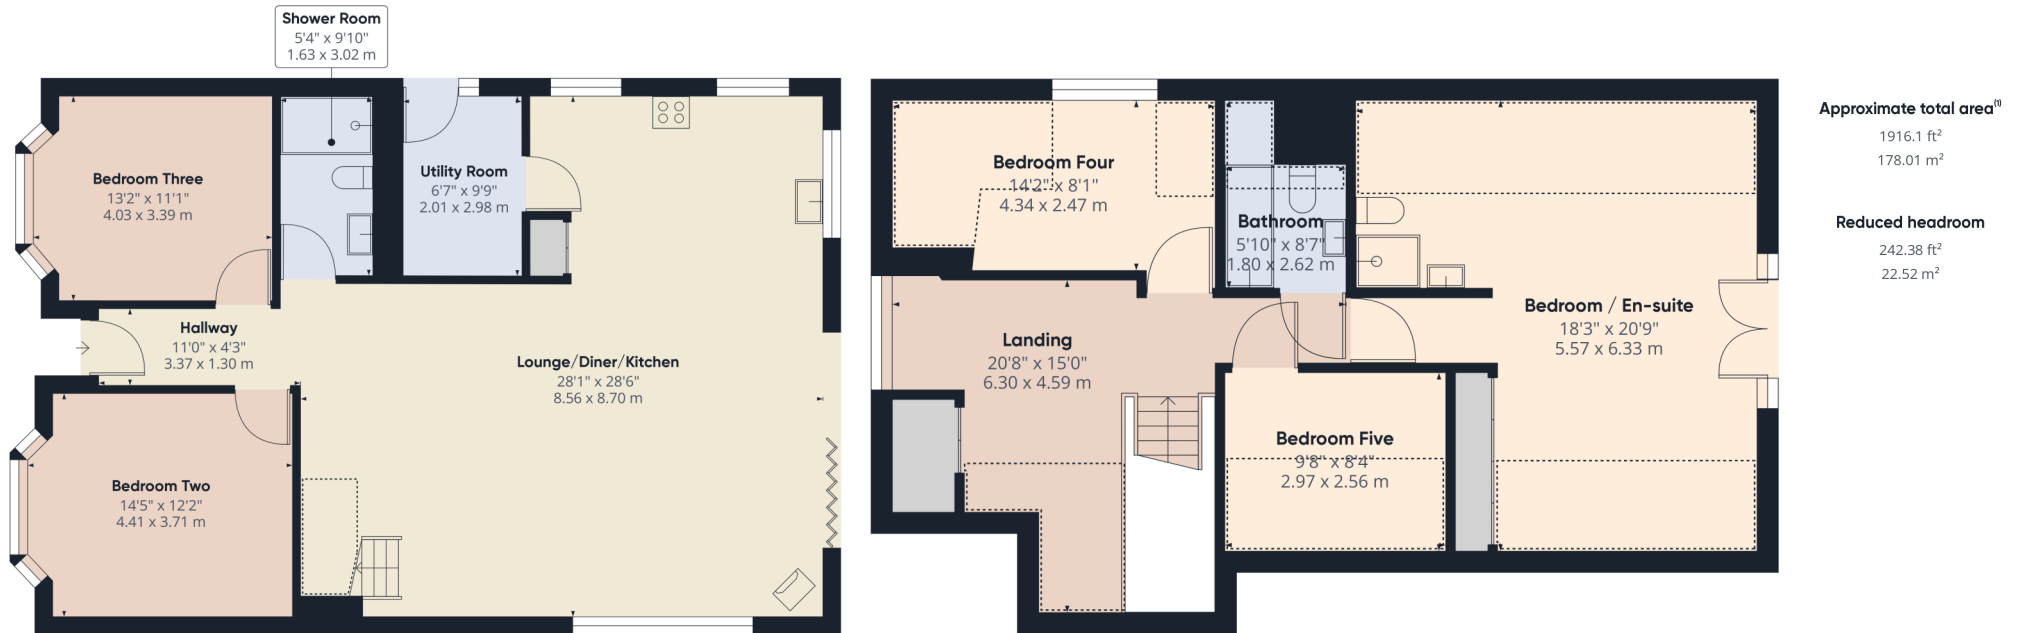 Shower Room
5'4" x 9'10"
1.63 x 3.02 m
Bedroom Three
13'2" x 11'1"
4.03 x 3.39 m
Utility Room
6'7" x 9'9"
2.01 x 2.98 m
Hallway
11'0" x 4'3"
3.37 x 1.30 m
Lounge/Diner/Kitchen
28'1" x 28'6"
8.56 x 8.70 m
Bedroom Two
14'5" x 12'2"
4.41 x 3.71 m
Bedroom Four
14'2" x 8'1"
4.34 x 2.47 m
Bathroom
5'10" x 8'7"
1.80 x 2.62 m
Landing
20'8" x 15'0"
6.30 x 4.59 m
Bedroom / En-suite
18'3" x 20'9"
5.57 x 6.33 m
Bedroom Five
9'8" x 8'4"
2.97 x 2.56 m
Approximate total area⁽¹⁾
1916.1 ft²
178.01 m²
Reduced headroom
242.38 ft²
22.52 m²